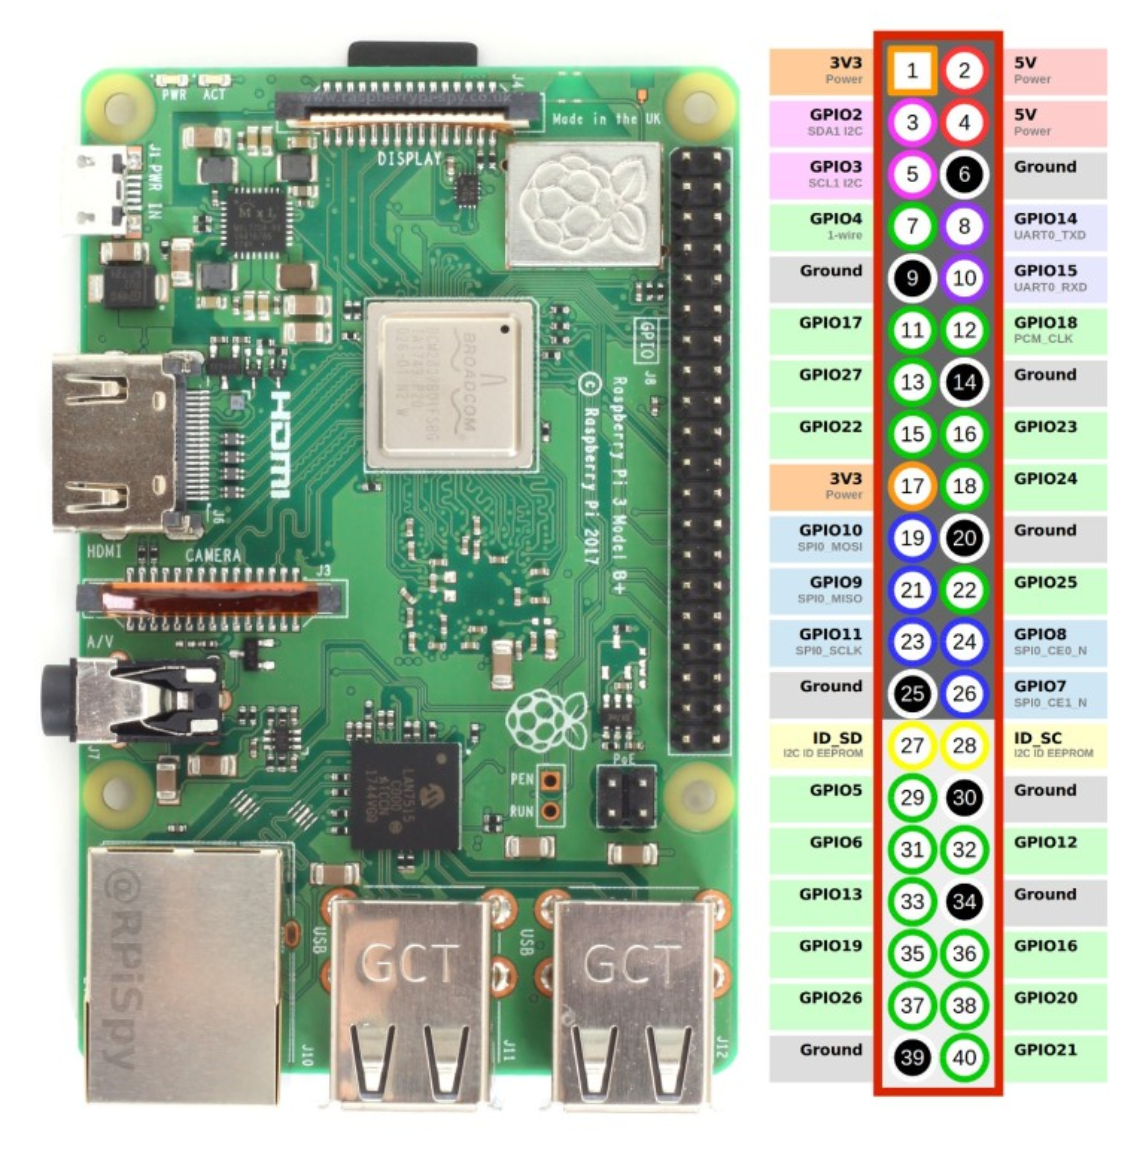 PWR ACT
www.raspberrypi-spy.co.uk
J4
Made in the UK
DISPLAY
J1 PWR IN
MxL
GPIO
J8
BROADCOM
© Raspberry Pi 2017
Raspberry Pi 3 Model B+
HDMI
J6
HDMI
CAMERA
J3
A/V
J7
PoE
PEN
RUN
LAN7515
@RPiSpy
J10
USB
GCT
J11
USB
GCT
J12
3V3 1 2 5V
Power Power
GPIO2 3 4 5V
SDA1 I2C Power
GPIO3 5 6 Ground
SCL1 I2C
GPIO4 7 8 GPIO14
1-wire UART0_TXD
Ground 9 10 GPIO15
UART0_RXD
GPIO17 11 12 GPIO18
PCM_CLK
GPIO27 13 14 Ground
GPIO22 15 16 GPIO23
3V3 17 18 GPIO24
Power
GPIO10 19 20 Ground
SPI0_MOSI
GPIO9 21 22 GPIO25
SPI0_MISO
GPIO11 23 24 GPIO8
SPI0_SCLK SPI0_CE0_N
Ground 25 26 GPIO7
SPI0_CE1_N
ID_SD 27 28 ID_SC
I2C ID EEPROM I2C ID EEPROM
GPIO5 29 30 Ground
GPIO6 31 32 GPIO12
GPIO13 33 34 Ground
GPIO19 35 36 GPIO16
GPIO26 37 38 GPIO20
Ground 39 40 GPIO21